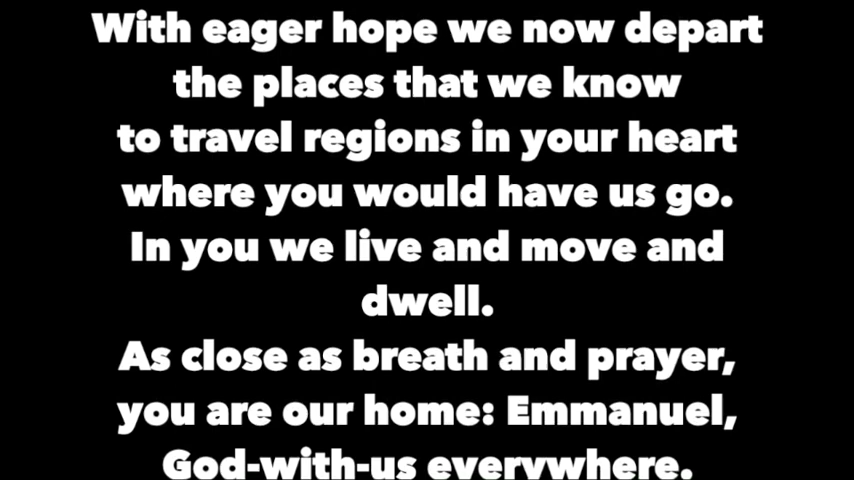 With eager hope we now depart
the places that we know
to travel regions in your heart
where you would have us go.
In you we live and move and
dwell.
As close as breath and prayer,
you are our home: Emmanuel,
God-with-us everywhere.